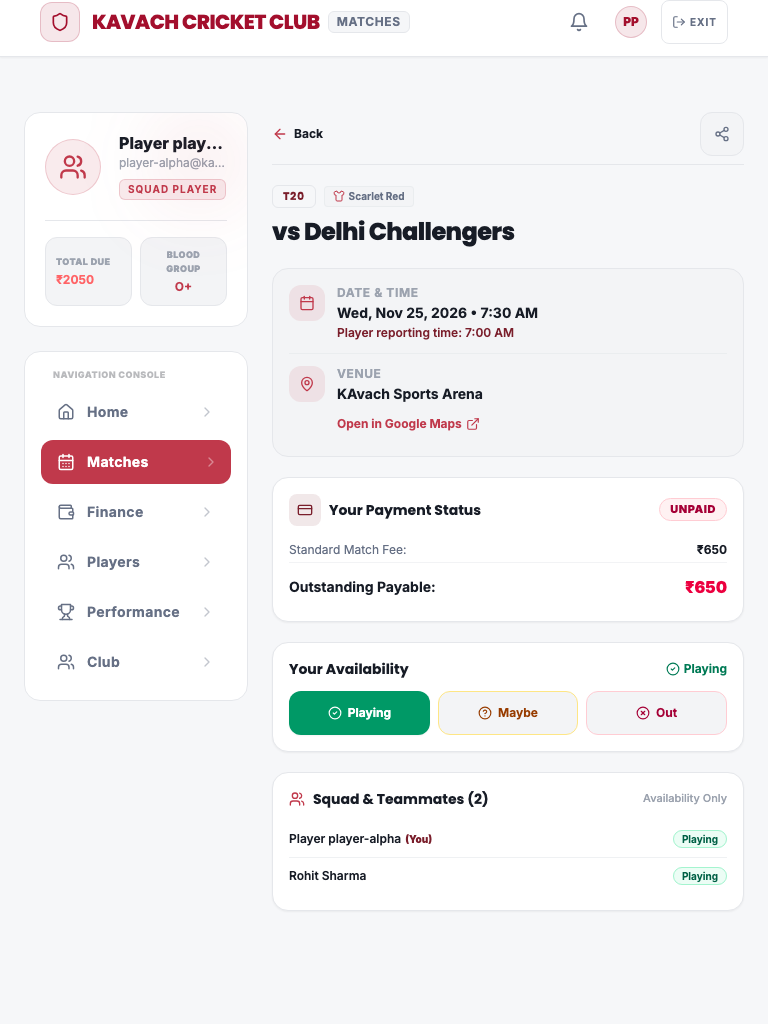 KAVACH CRICKET CLUB MATCHES
PP
EXIT
Player play...
player-alpha@ka...
SQUAD PLAYER
TOTAL DUE
₹2050
BLOOD
GROUP
O+
NAVIGATION CONSOLE
Home
Matches
Finance
Players
Performance
Club
Back
T20
Scarlet Red
vs Delhi Challengers
DATE & TIME
Wed, Nov 25, 2026 • 7:30 AM
Player reporting time: 7:00 AM
VENUE
KAvach Sports Arena
Open in Google Maps
Your Payment Status
UNPAID
Standard Match Fee: ₹650
Outstanding Payable: ₹650
Your Availability
Playing
Playing
Maybe
Out
Squad & Teammates (2)
Availability Only
Player player-alpha (You) Playing
Rohit Sharma Playing